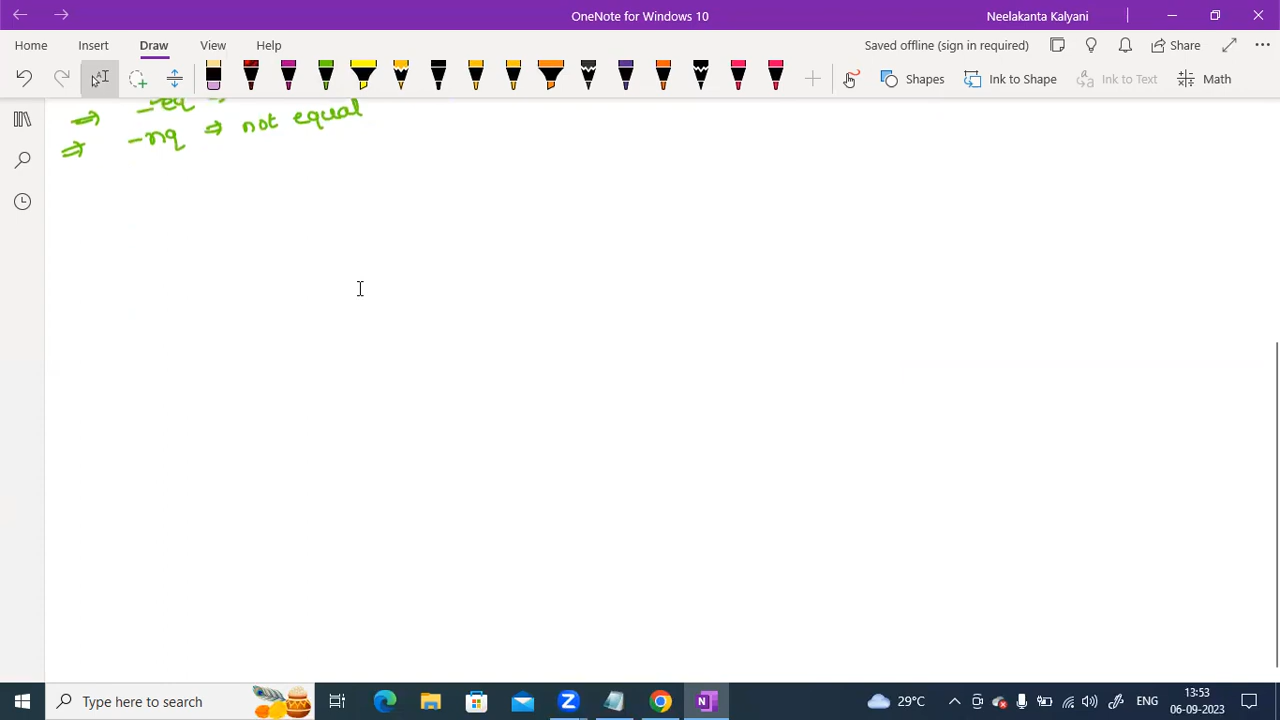 OneNote for Windows 10
Neelakanta Kalyani
Home Insert Draw View Help
Saved offline (sign in required) Share
Shapes Ink to Shape Ink to Text Math
⇒ -eq
⇒ -nq ⇒ not equal
Type here to search
29°C ENG 13:53
06-09-2023